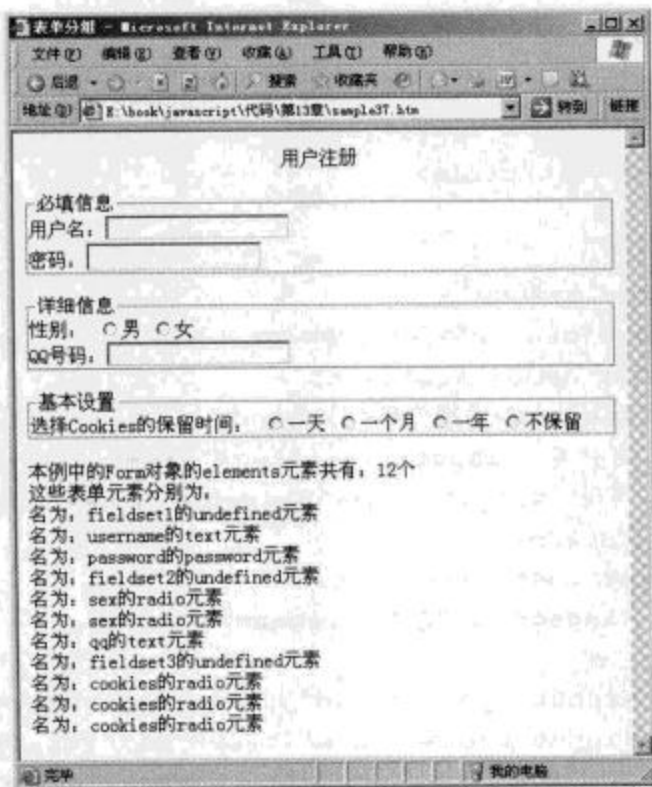 表单分组 - Microsoft Internet Explorer
文件(F) 编辑(E) 查看(V) 收藏(A) 工具(T) 帮助(H)
后退 搜索 收藏夹
地址(D) E:\book\javascript\代码\第13章\sample37.htm 转到 链接
用户注册
必填信息
用户名：
密码：
详细信息
性别： 男 女
QQ号码：
基本设置
选择Cookies的保留时间： 一天 一个月 一年 不保留
本例中的Form对象的elements元素共有：12个
这些表单元素分别为：
名为：fieldset1的undefined元素
名为：username的text元素
名为：password的password元素
名为：fieldset2的undefined元素
名为：sex的radio元素
名为：sex的radio元素
名为：qq的text元素
名为：fieldset3的undefined元素
名为：cookies的radio元素
名为：cookies的radio元素
名为：cookies的radio元素
完毕 我的电脑